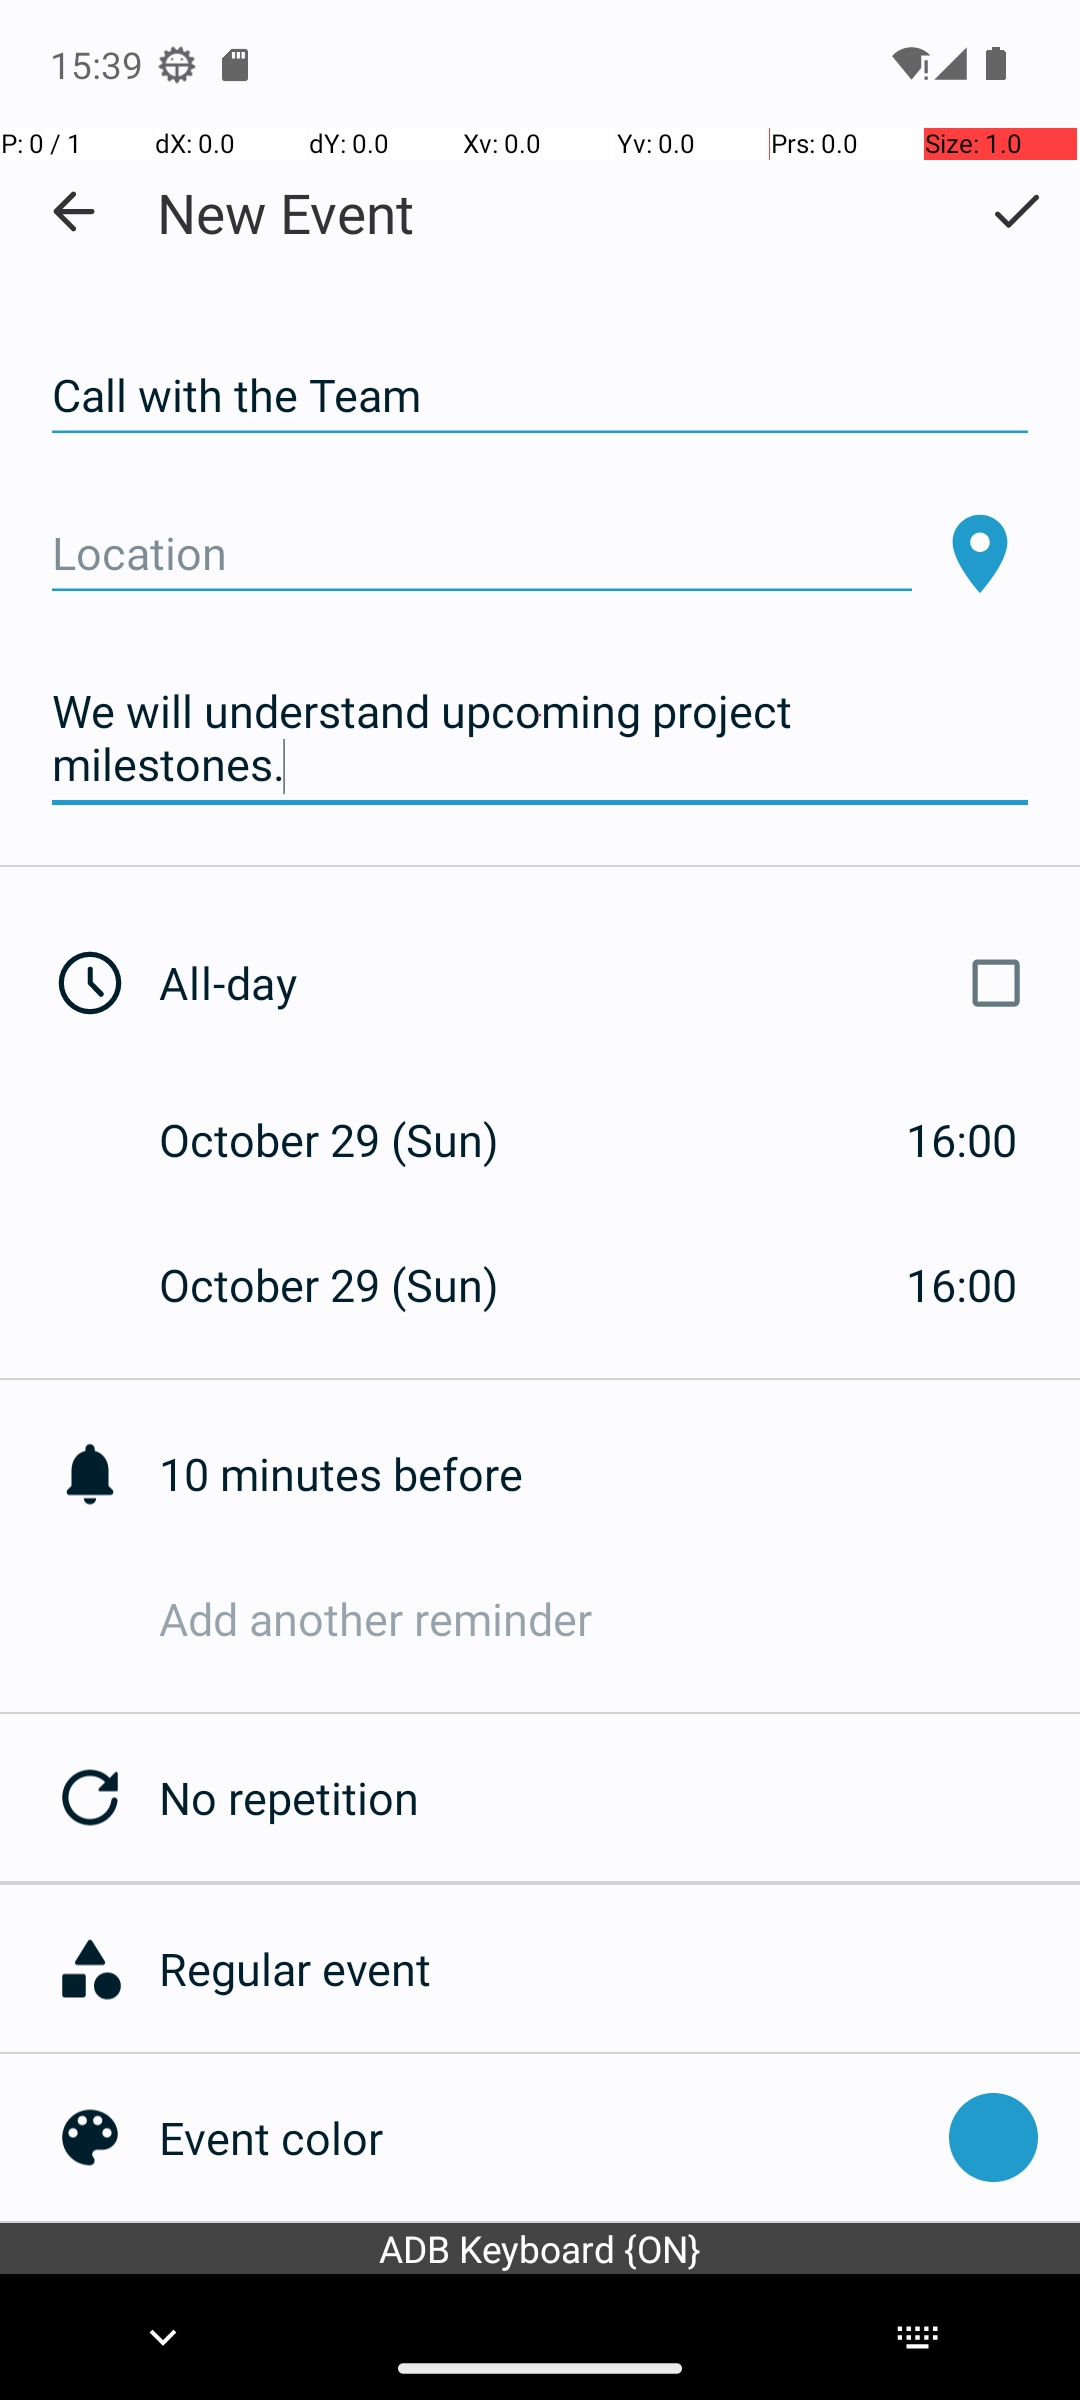 15:39
P: 0 / 1 dX: 0.0 dY: 0.0 Xv: 0.0 Yv: 0.0 Prs: 0.0 Size: 1.0
New Event
Call with the Team
Location
We will understand upcoming project
milestones.
All-day
October 29 (Sun) 16:00
October 29 (Sun) 16:00
10 minutes before
Add another reminder
No repetition
Regular event
Event color
ADB Keyboard {ON}